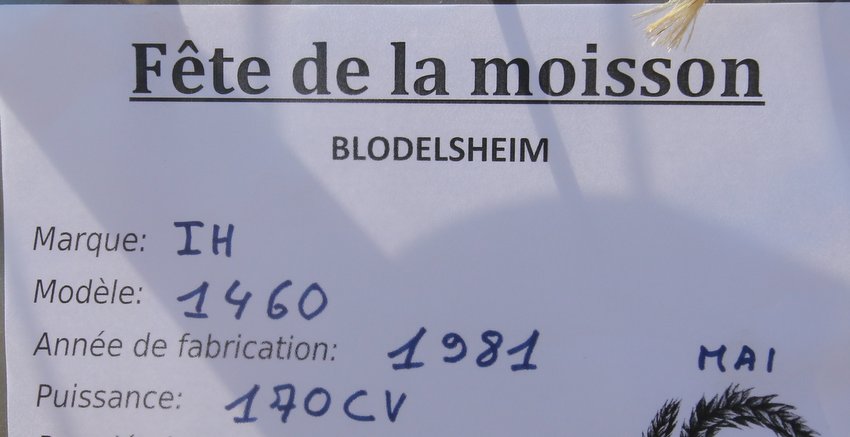 Fête de la moisson
BLODELSHEIM
Marque: IH
Modèle: 1460
Année de fabrication: 1981 MAI
Puissance: 170CV